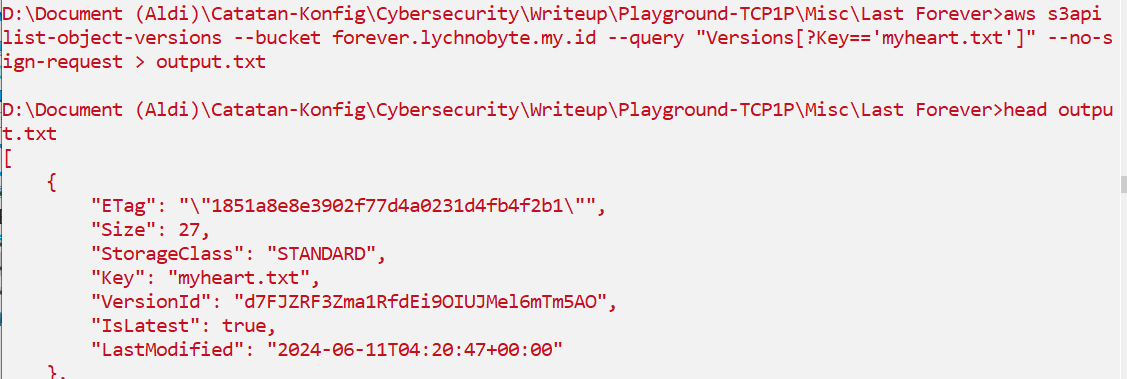 D:\Document (Aldi)\Catatan-Konfig\Cybersecurity\Writeup\Playground-TCP1P\Misc\Last Forever>aws s3api
list-object-versions --bucket forever.lychnobyte.my.id --query "Versions[?Key=='myheart.txt']" --no-s
ign-request > output.txt
D:\Document (Aldi)\Catatan-Konfig\Cybersecurity\Writeup\Playground-TCP1P\Misc\Last Forever>head outpu
t.txt
[
    {
        "ETag": "\"1851a8e8e3902f77d4a0231d4fb4f2b1\"",
        "Size": 27,
        "StorageClass": "STANDARD",
        "Key": "myheart.txt",
        "VersionId": "d7FJZRF3Zma1RfdEi9OIUJMel6mTm5AO",
        "IsLatest": true,
        "LastModified": "2024-06-11T04:20:47+00:00"
    },